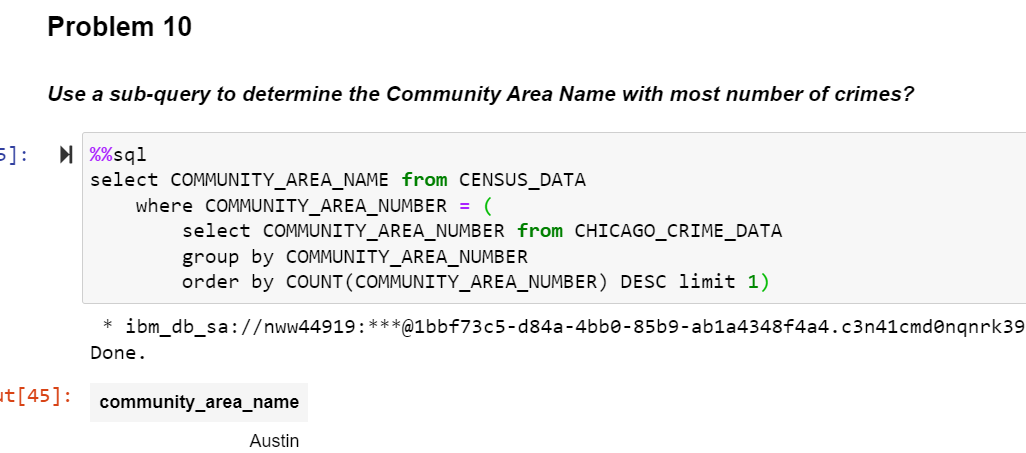 Problem 10
Use a sub-query to determine the Community Area Name with most number of crimes?
5]:
%%sql
select COMMUNITY_AREA_NAME from CENSUS_DATA
where COMMUNITY_AREA_NUMBER = (
select COMMUNITY_AREA_NUMBER from CHICAGO_CRIME_DATA
group by COMMUNITY_AREA_NUMBER
order by COUNT(COMMUNITY_AREA_NUMBER) DESC limit 1)
* ibm_db_sa://nww44919:***@1bbf73c5-d84a-4bb0-85b9-ab1a4348f4a4.c3n41cmd0nqnrk39
Done.
ut[45]:
community_area_name
Austin